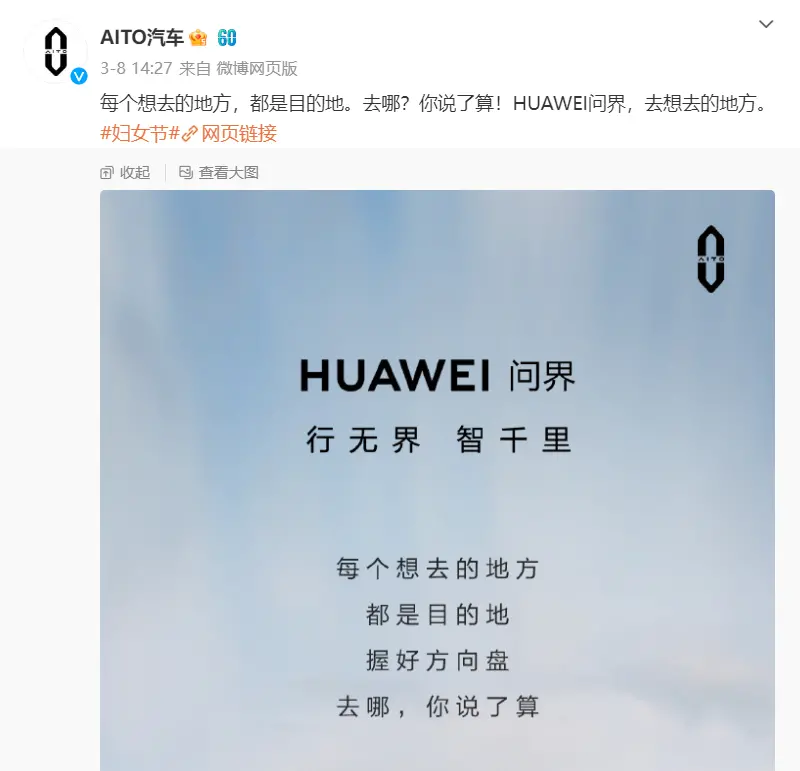 AITO
AITO汽车 60
3-8 14:27 来自 微博网页版
每个想去的地方，都是目的地。去哪？你说了算！HUAWEI问界，去想去的地方。
#妇女节# 网页链接
收起 查看大图
AITO
HUAWEI 问界
行无界 智千里
每个想去的地方
都是目的地
握好方向盘
去哪，你说了算